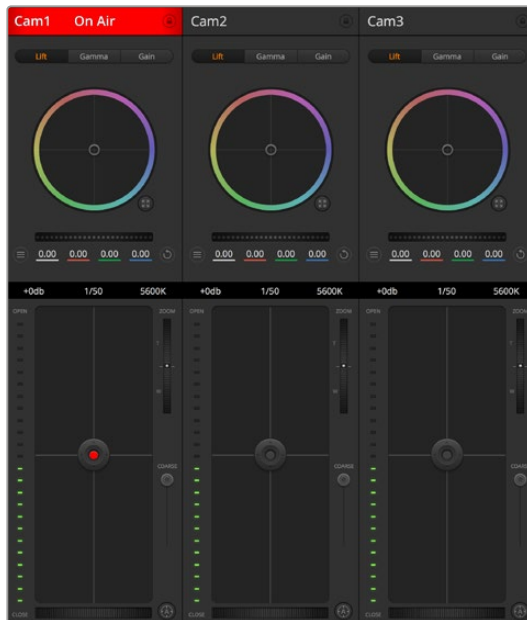 Cam1 On Air Cam2 Cam3
Lift Gamma Gain Lift Gamma Gain Lift Gamma Gain
0.00 0.00 0.00 0.00 0.00 0.00 0.00 0.00 0.00 0.00 0.00 0.00
+0db 1/50 5600K +0db 1/50 5600K +0db 1/50 5600K
OPEN ZOOM OPEN ZOOM OPEN ZOOM
T T T
W W W
COARSE COARSE COARSE
CLOSE A CLOSE A CLOSE A